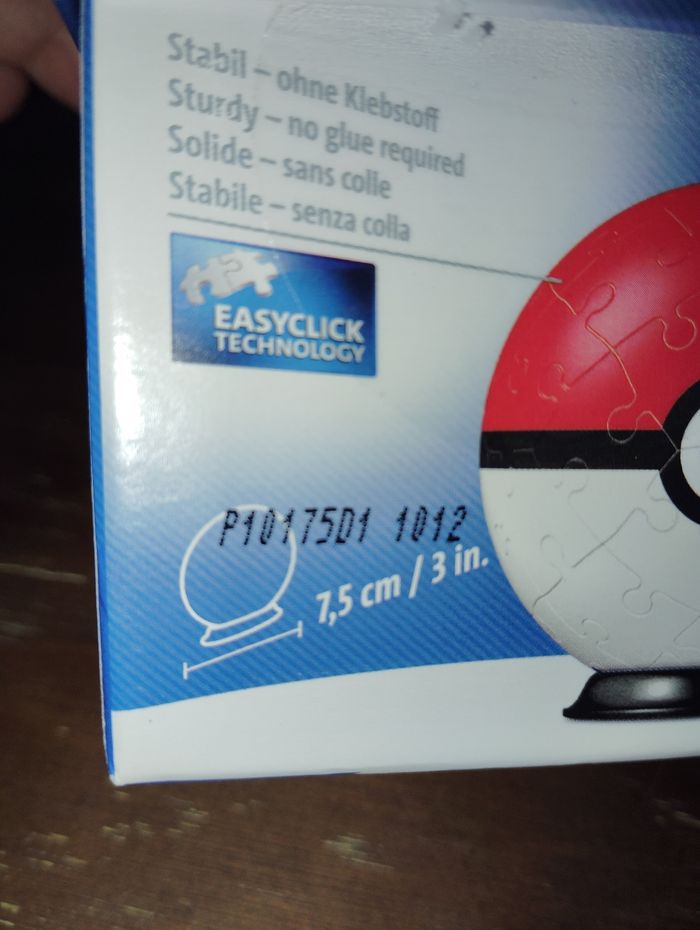 Stabil – ohne Klebstoff
Sturdy – no glue required
Solide – sans colle
Stabile – senza colla
EASYCLICK
TECHNOLOGY
P10175D1 1012
7,5 cm / 3 in.